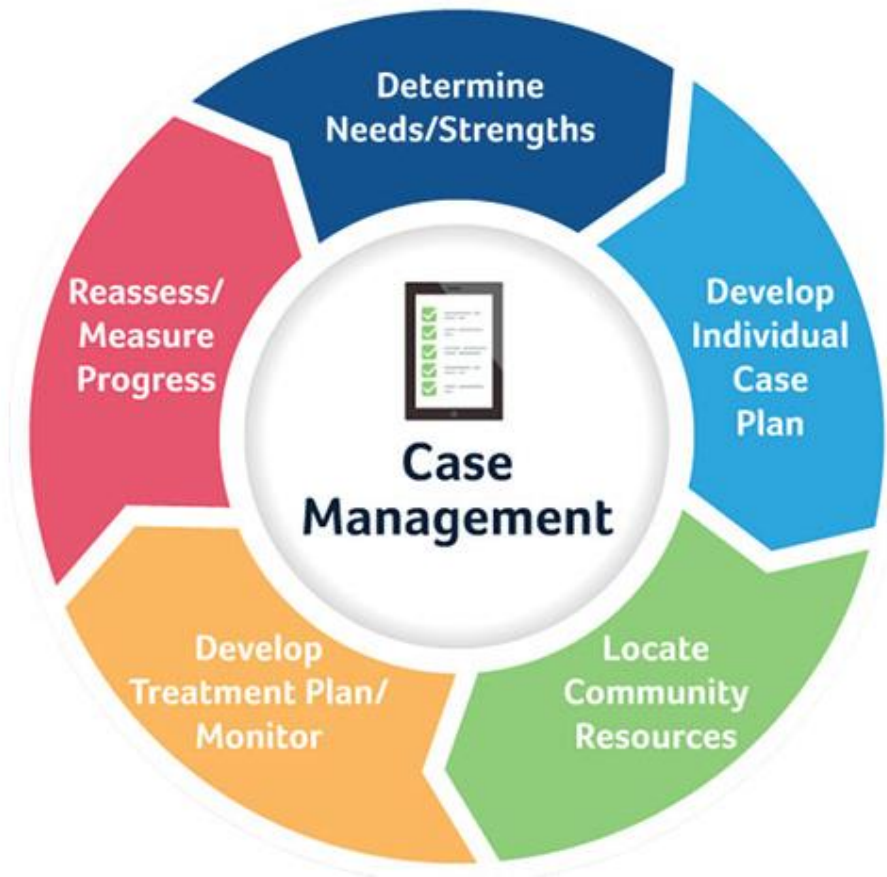 Determine
Needs/Strengths
Develop
Individual
Case
Plan
Locate
Community
Resources
Develop
Treatment Plan/
Monitor
Reassess/
Measure
Progress
Case
Management